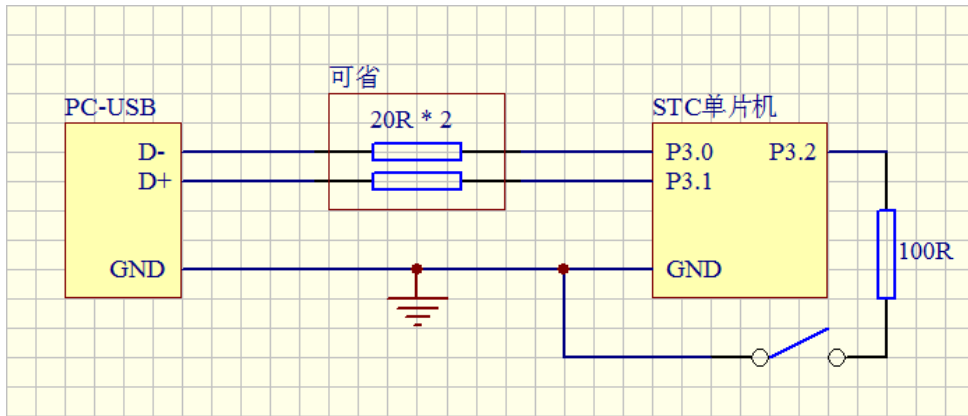 可省
PC-USB
20R * 2
STC单片机
D-
P3.0
P3.2
D+
P3.1
GND
GND
100R